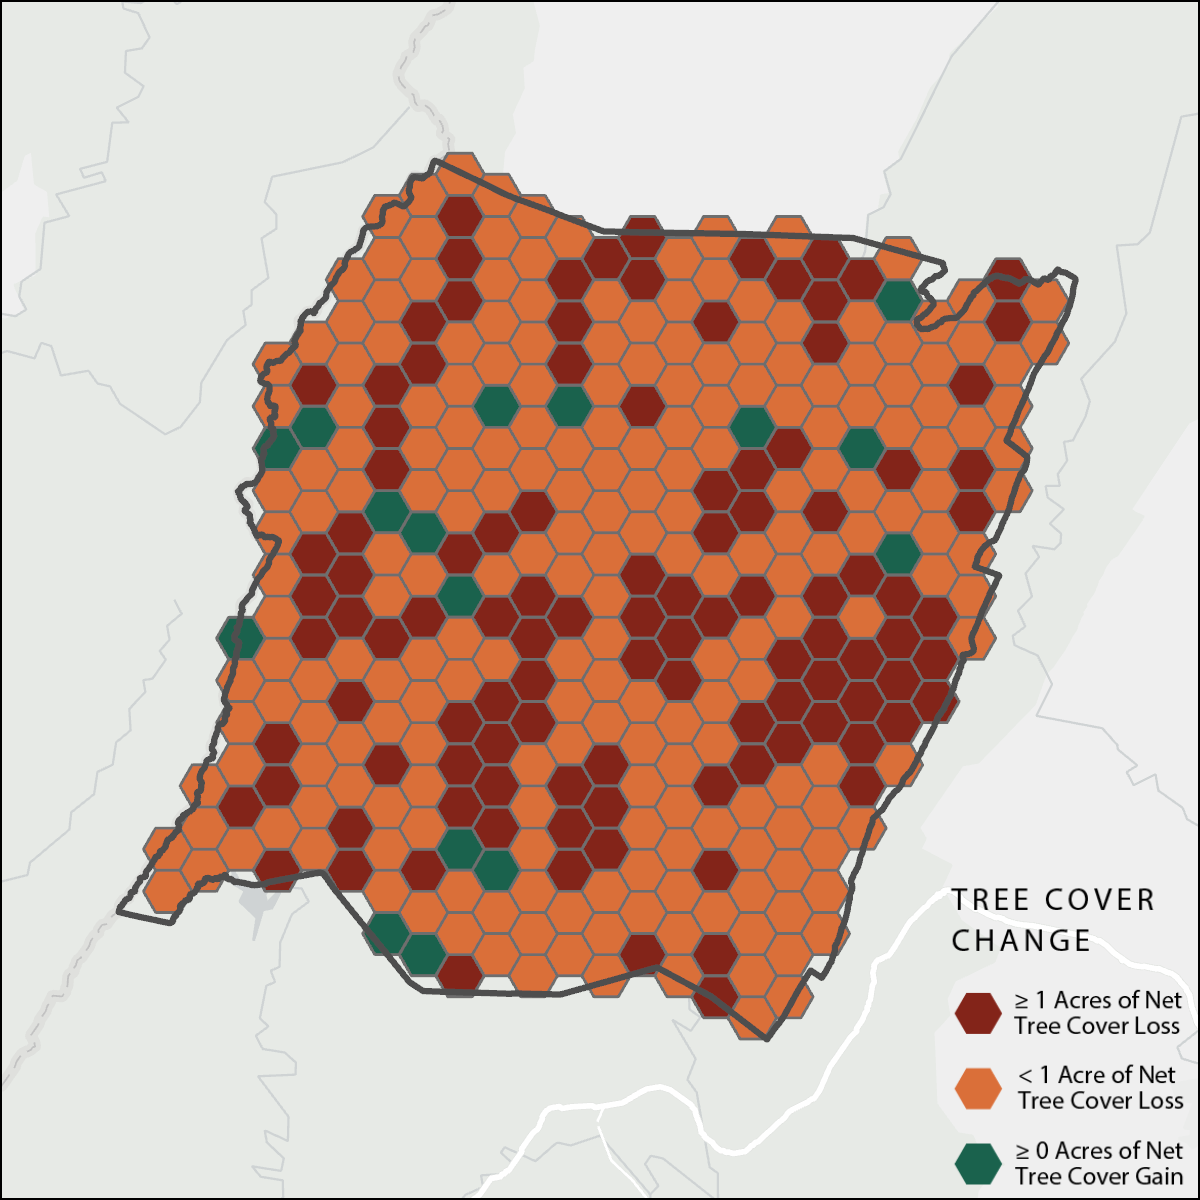 TREE COVER
CHANGE
≥ 1 Acres of Net
Tree Cover Loss
< 1 Acre of Net
Tree Cover Loss
≥ 0 Acres of Net
Tree Cover Gain